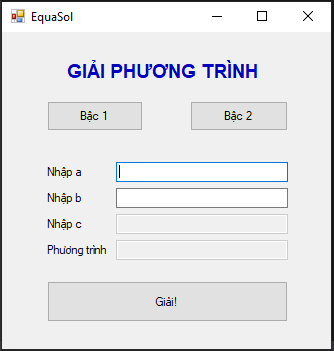 EquaSol
GIẢI PHƯƠNG TRÌNH
Bậc 1 Bậc 2
Nhập a
Nhập b
Nhập c
Phương trình
Giải!